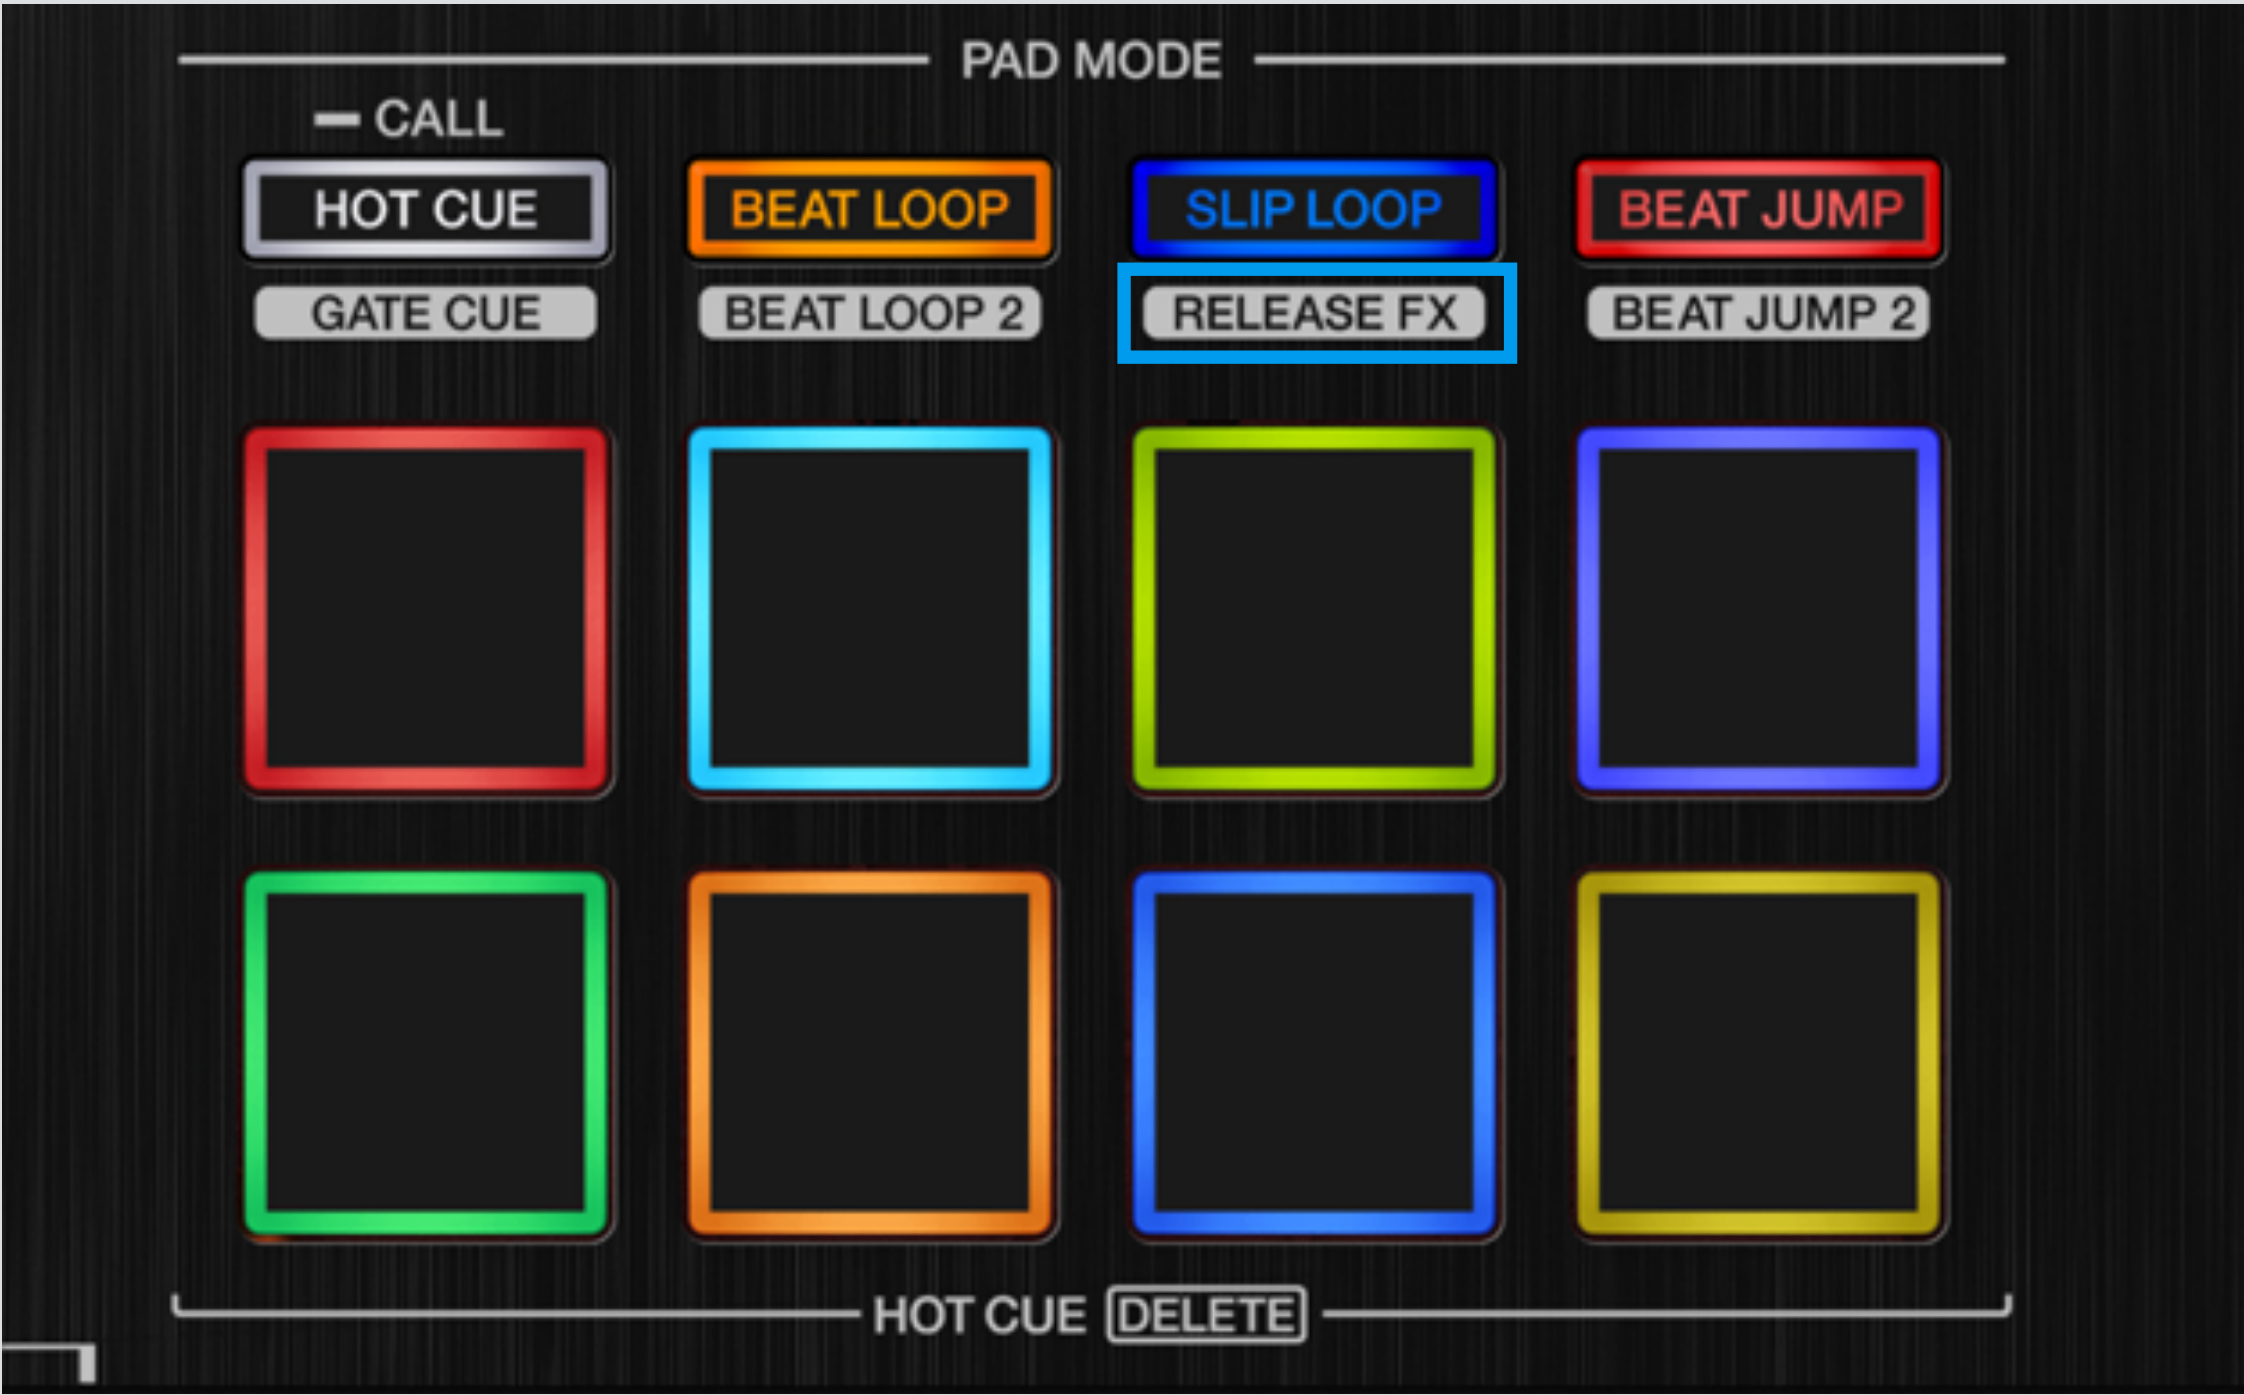 PAD MODE
CALL
HOT CUE BEAT LOOP SLIP LOOP BEAT JUMP
GATE CUE BEAT LOOP 2 RELEASE FX BEAT JUMP 2
HOT CUE DELETE